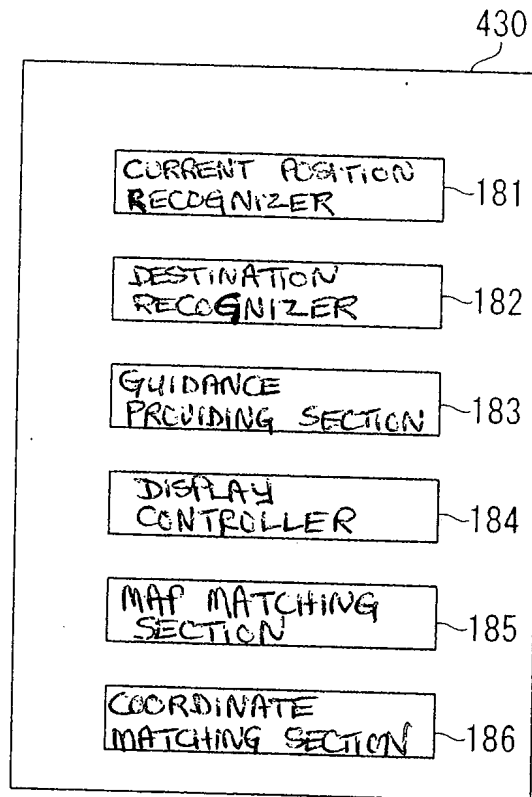 430
CURRENT POSITION
RECOGNIZER
181
DESTINATION
RECOGNIZER
182
GUIDANCE
PROVIDING SECTION
183
DISPLAY
CONTROLLER
184
MAP MATCHING
SECTION
185
COORDINATE
MATCHING SECTION
186